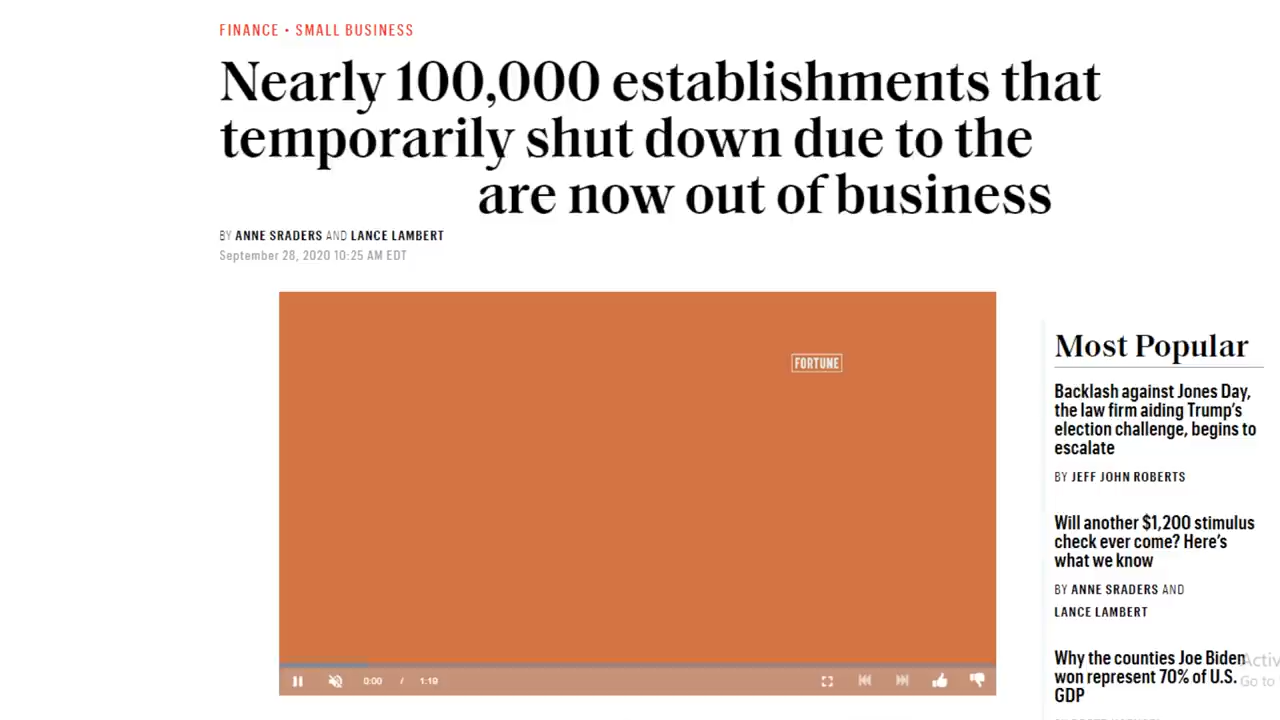 FINANCE • SMALL BUSINESS
Nearly 100,000 establishments that
temporarily shut down due to the
are now out of business
BY ANNE SRADERS AND LANCE LAMBERT
September 28, 2020 10:25 AM EDT
FORTUNE
0:00 / 1:19
Most Popular
Backlash against Jones Day,
the law firm aiding Trump's
election challenge, begins to
escalate
BY JEFF JOHN ROBERTS
Will another $1,200 stimulus
check ever come? Here's
what we know
BY ANNE SRADERS AND
LANCE LAMBERT
Why the counties Joe Biden
won represent 70% of U.S.
GDP
Activ
Go to